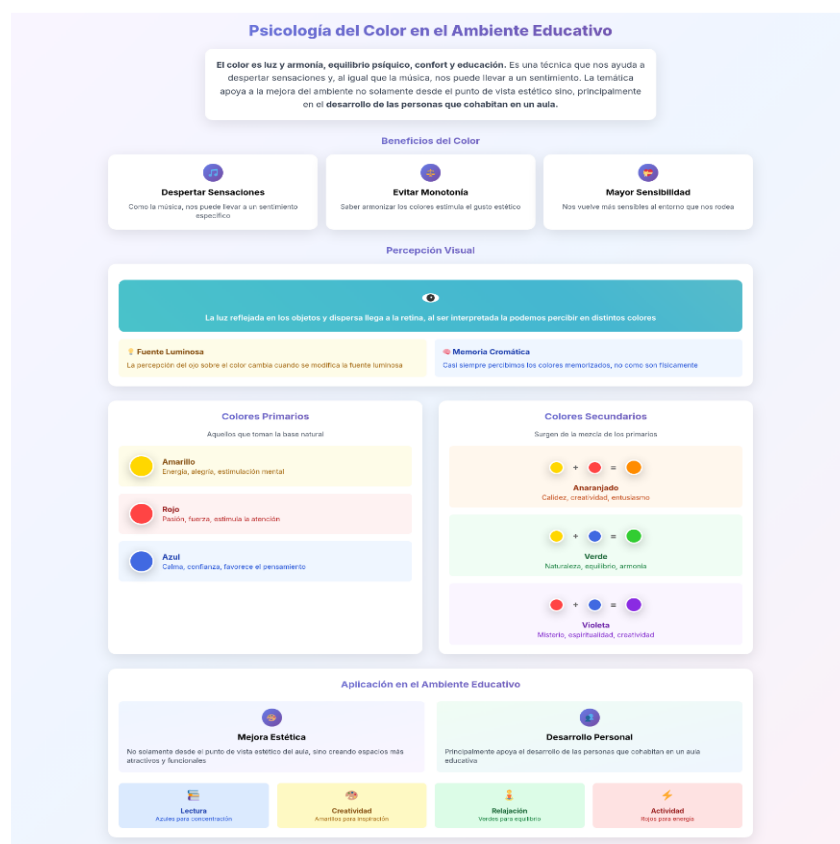 Psicología del Color en el Ambiente Educativo
El color es luz y armonía, equilibrio psíquico, confort y educación. Es una técnica que nos ayuda a
despertar sensaciones y, al igual que la música, nos puede llevar a un sentimiento. La temática
apoya a la mejora del ambiente no solamente desde el punto de vista estético sino, principalmente
en el desarrollo de las personas que cohabitan en un aula.
Beneficios del Color
Despertar Sensaciones
Como la música, nos puede llevar a un sentimiento
específico
Evitar Monotonía
Saber armonizar los colores estimula el gusto estético
Mayor Sensibilidad
Nos vuelve más sensibles al entorno que nos rodea
Percepción Visual
La luz reflejada en los objetos y dispersa llega a la retina, al ser interpretada la podemos percibir en distintos colores
Fuente Luminosa
La percepción del ojo sobre el color cambia cuando se modifica la fuente luminosa
Memoria Cromática
Casi siempre percibimos los colores memorizados, no como son físicamente
Colores Primarios
Aquellos que toman la base natural
Amarillo
Energía, alegría, estimulación mental
Rojo
Pasión, fuerza, estimula la atención
Azul
Calma, confianza, favorece el pensamiento
Colores Secundarios
Surgen de la mezcla de los primarios
+ =
Anaranjado
Calidez, creatividad, entusiasmo
+ =
Verde
Naturaleza, equilibrio, armonía
+ =
Violeta
Misterio, espiritualidad, creatividad
Aplicación en el Ambiente Educativo
Mejora Estética
No solamente desde el punto de vista estético del aula, sino creando espacios más
atractivos y funcionales
Desarrollo Personal
Principalmente apoya el desarrollo de las personas que cohabitan en un aula
educativa
Lectura
Azules para concentración
Creatividad
Amarillos para inspiración
Relajación
Verdes para equilibrio
Actividad
Rojos para energía